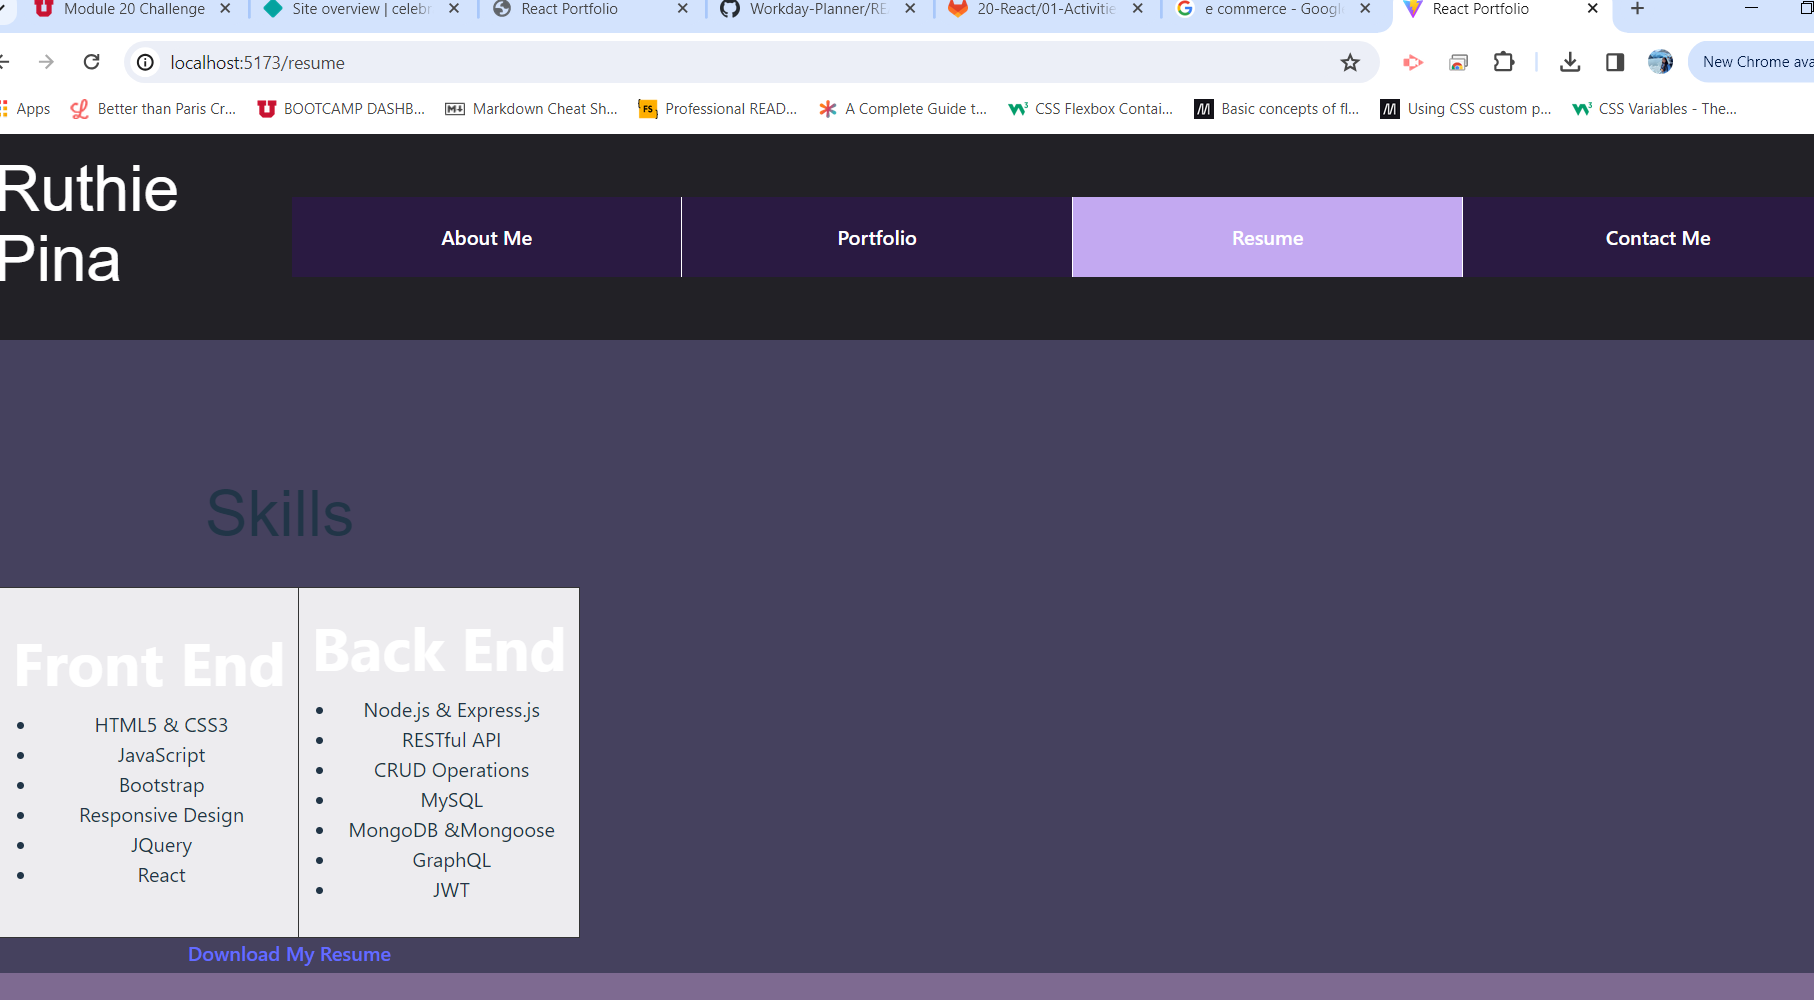 Module 20 Challenge
Site overview | celebr
React Portfolio
Workday-Planner/RE
20-React/01-Activitie
e commerce - Googl
React Portfolio
localhost:5173/resume
New Chrome ava
Apps
Better than Paris Cr...
BOOTCAMP DASHB...
Markdown Cheat Sh...
Professional READ...
A Complete Guide t...
CSS Flexbox Contai...
Basic concepts of fl...
Using CSS custom p...
CSS Variables - The...
Ruthie
Pina
About Me
Portfolio
Resume
Contact Me
Skills
Front End
HTML5 & CSS3
JavaScript
Bootstrap
Responsive Design
JQuery
React
Back End
Node.js & Express.js
RESTful API
CRUD Operations
MySQL
MongoDB &Mongoose
GraphQL
JWT
Download My Resume